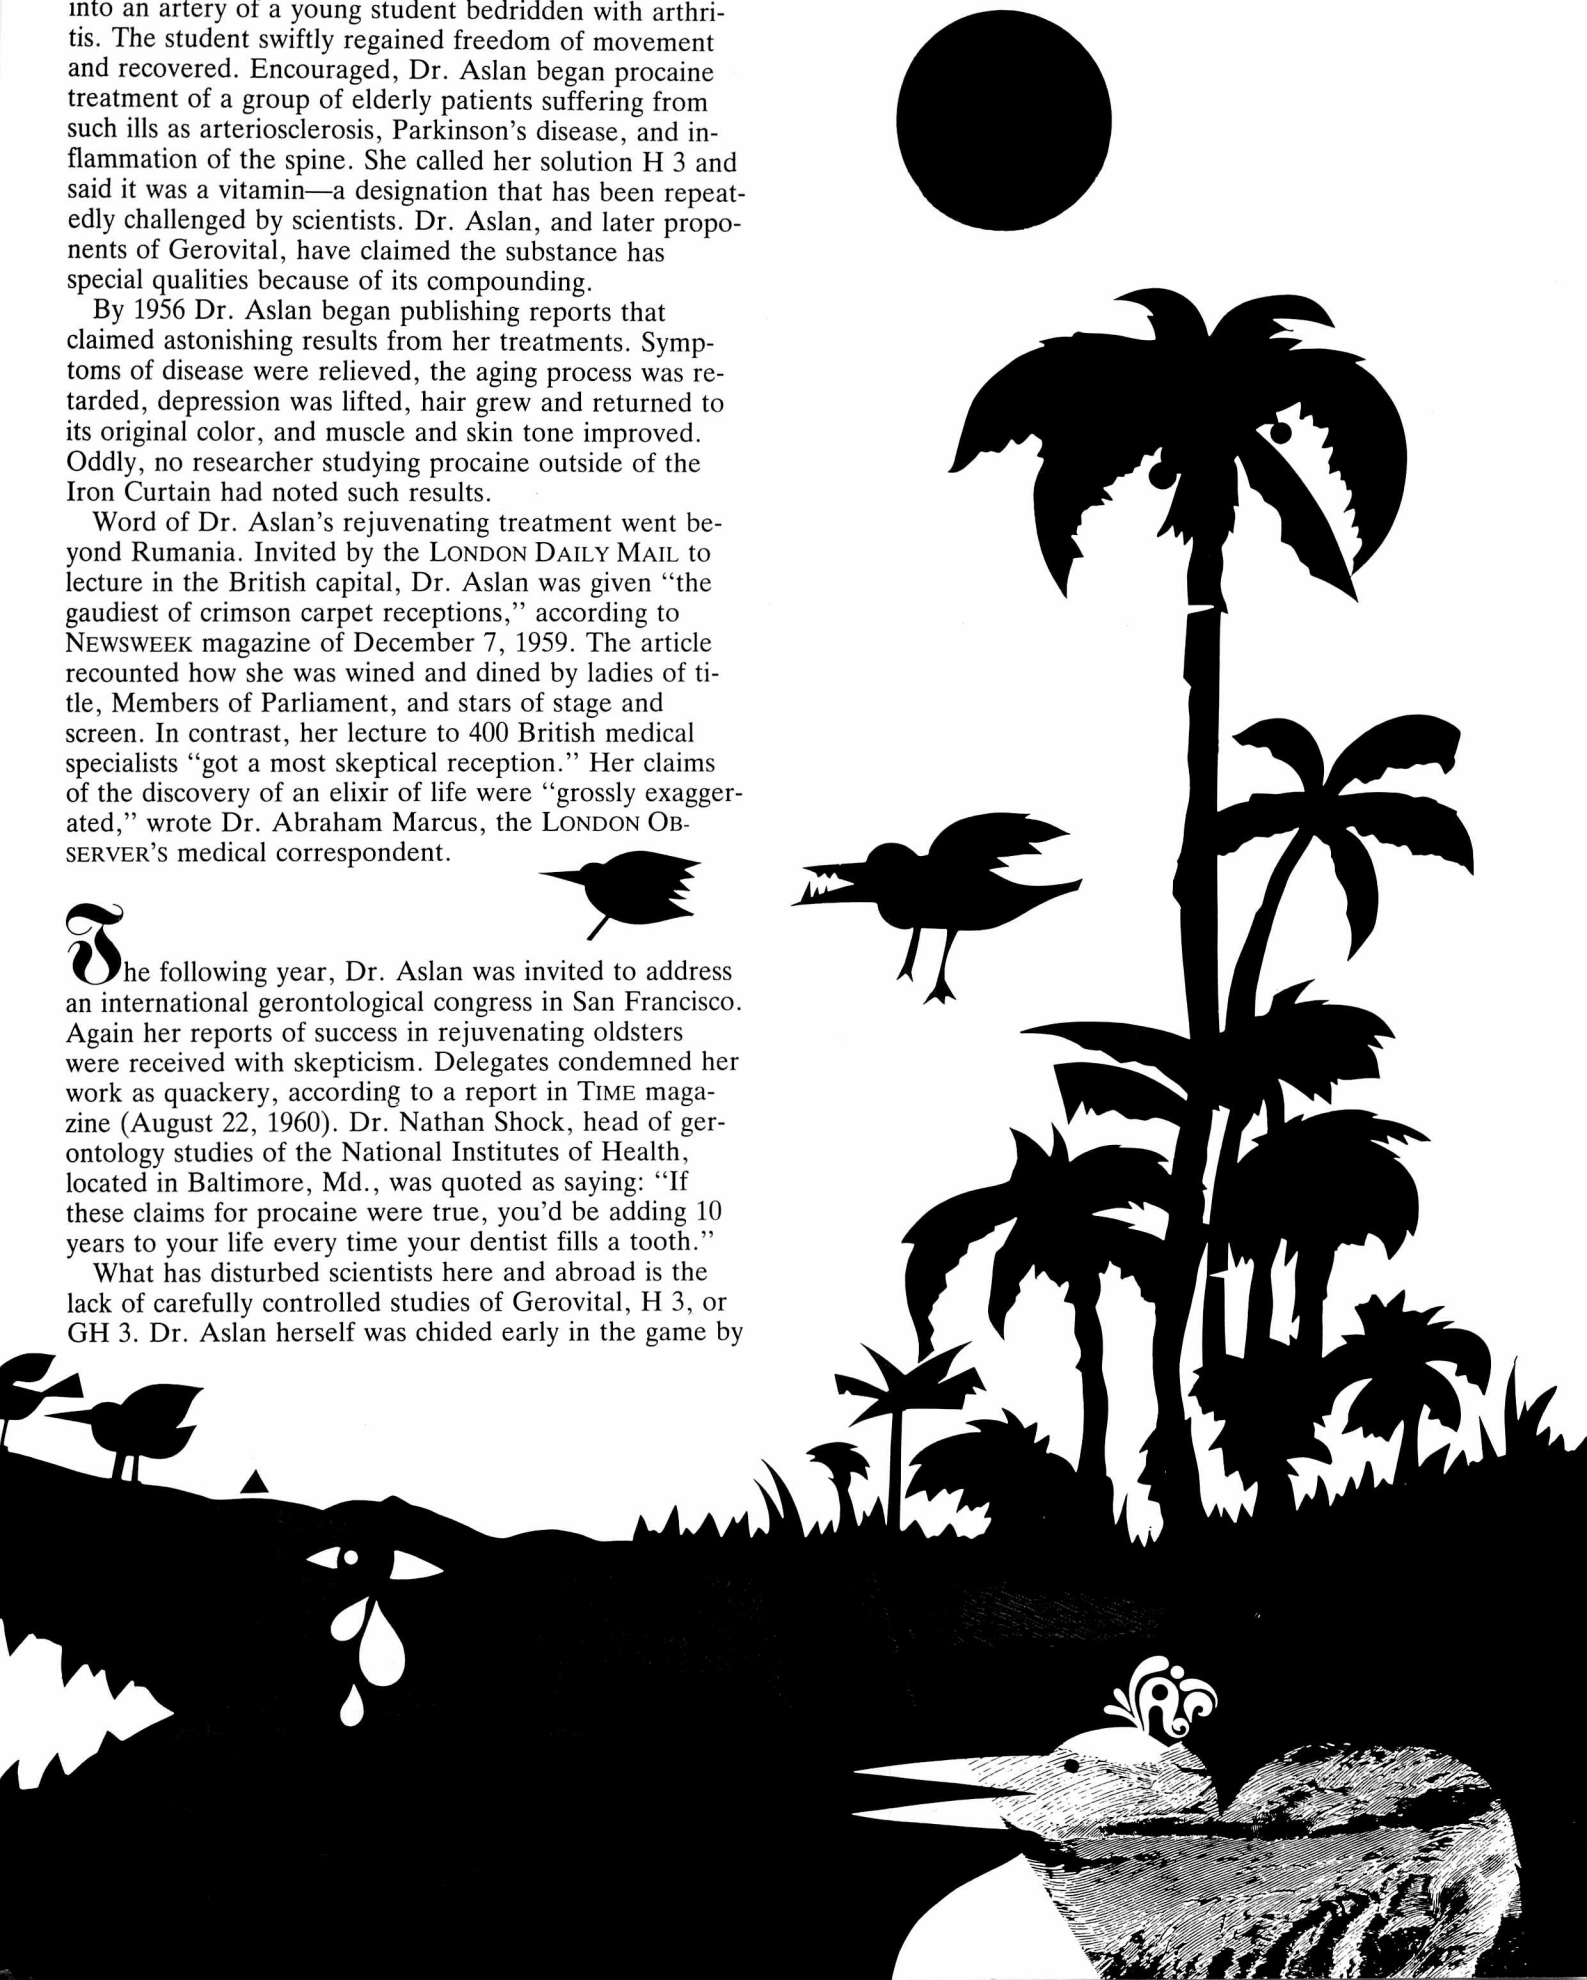 into an artery of a young student bedridden with arthri-
tis. The student swiftly regained freedom of movement
and recovered. Encouraged, Dr. Aslan began procaine
treatment of a group of elderly patients suffering from
such ills as arteriosclerosis, Parkinson's disease, and in-
flammation of the spine. She called her solution H 3 and
said it was a vitamin—a designation that has been repeat-
edly challenged by scientists. Dr. Aslan, and later propo-
nents of Gerovital, have claimed the substance has
special qualities because of its compounding.
By 1956 Dr. Aslan began publishing reports that
claimed astonishing results from her treatments. Symp-
toms of disease were relieved, the aging process was re-
tarded, depression was lifted, hair grew and returned to
its original color, and muscle and skin tone improved.
Oddly, no researcher studying procaine outside of the
Iron Curtain had noted such results.
Word of Dr. Aslan's rejuvenating treatment went be-
yond Rumania. Invited by the LONDON DAILY MAIL to
lecture in the British capital, Dr. Aslan was given “the
gaudiest of crimson carpet receptions,” according to
NEWSWEEK magazine of December 7, 1959. The article
recounted how she was wined and dined by ladies of ti-
tle, Members of Parliament, and stars of stage and
screen. In contrast, her lecture to 400 British medical
specialists “got a most skeptical reception.” Her claims
of the discovery of an elixir of life were “grossly exagger-
ated,” wrote Dr. Abraham Marcus, the LONDON OB-
SERVER'S medical correspondent.
The following year, Dr. Aslan was invited to address
an international gerontological congress in San Francisco.
Again her reports of success in rejuvenating oldsters
were received with skepticism. Delegates condemned her
work as quackery, according to a report in TIME maga-
zine (August 22, 1960). Dr. Nathan Shock, head of ger-
ontology studies of the National Institutes of Health,
located in Baltimore, Md., was quoted as saying: “If
these claims for procaine were true, you'd be adding 10
years to your life every time your dentist fills a tooth.”
What has disturbed scientists here and abroad is the
lack of carefully controlled studies of Gerovital, H 3, or
GH 3. Dr. Aslan herself was chided early in the game by